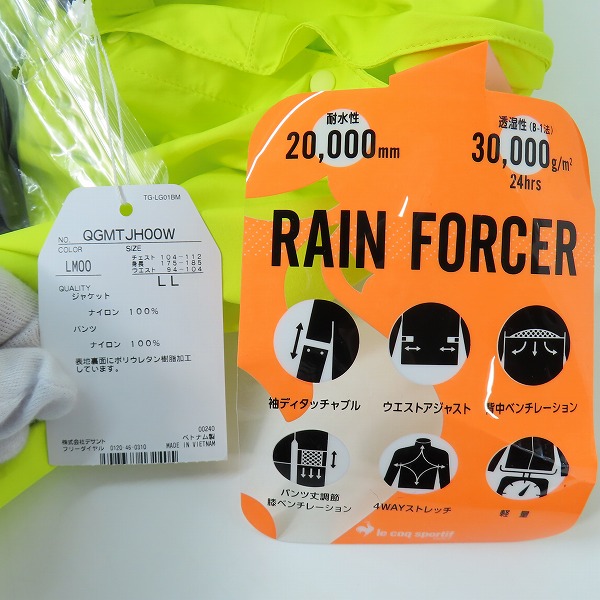 TG-LG01BM
NO. QGMTJH00W
COLOR SIZE
LM00
チェスト 104-112
身長 175-185
ウエスト 94-104
LL
QUALITY
ジャケット
ナイロン 100%
パンツ
ナイロン 100%
表地裏面にポリウレタン樹脂加工
しています。
00240
株式会社デサント ベトナム製
フリーダイヤル 0120-46-0310 MADE IN VIETNAM
耐水性
20,000mm
透湿性(B-1法)
30,000g/m²
24hrs
RAIN FORCER
袖ディタッチャブル
ウエストアジャスト
背中ベンチレーション
パンツ丈調節
膝ベンチレーション
4WAYストレッチ
軽量
le coq sportif